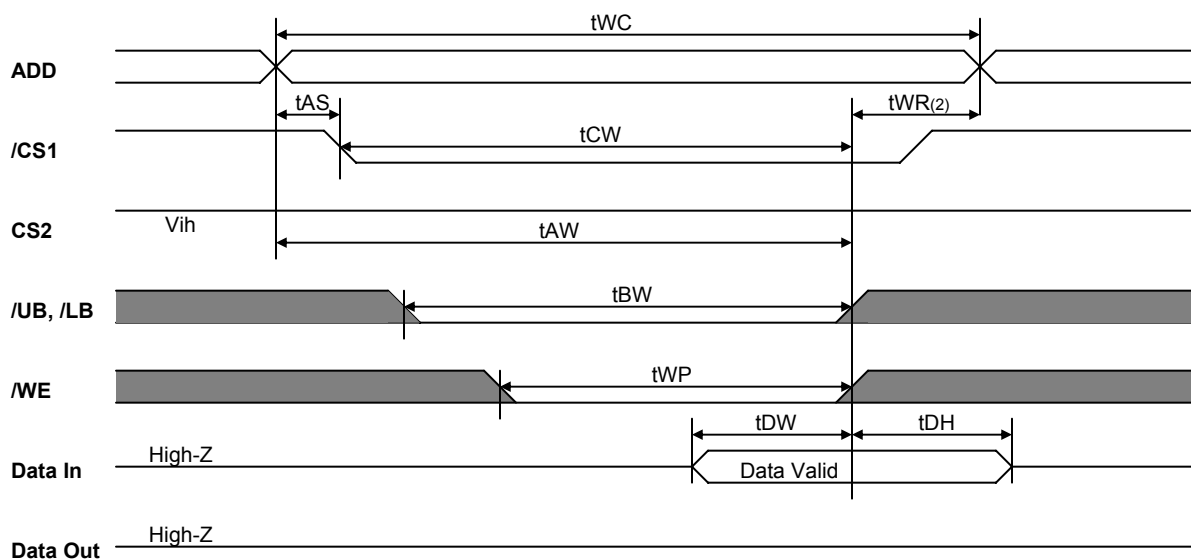 tWC
ADD
tAS
tWR(2)
/CS1
tCW
CS2
Vih
tAW
/UB, /LB
tBW
/WE
tWP
tDW
tDH
Data In
High-Z
Data Valid
Data Out
High-Z